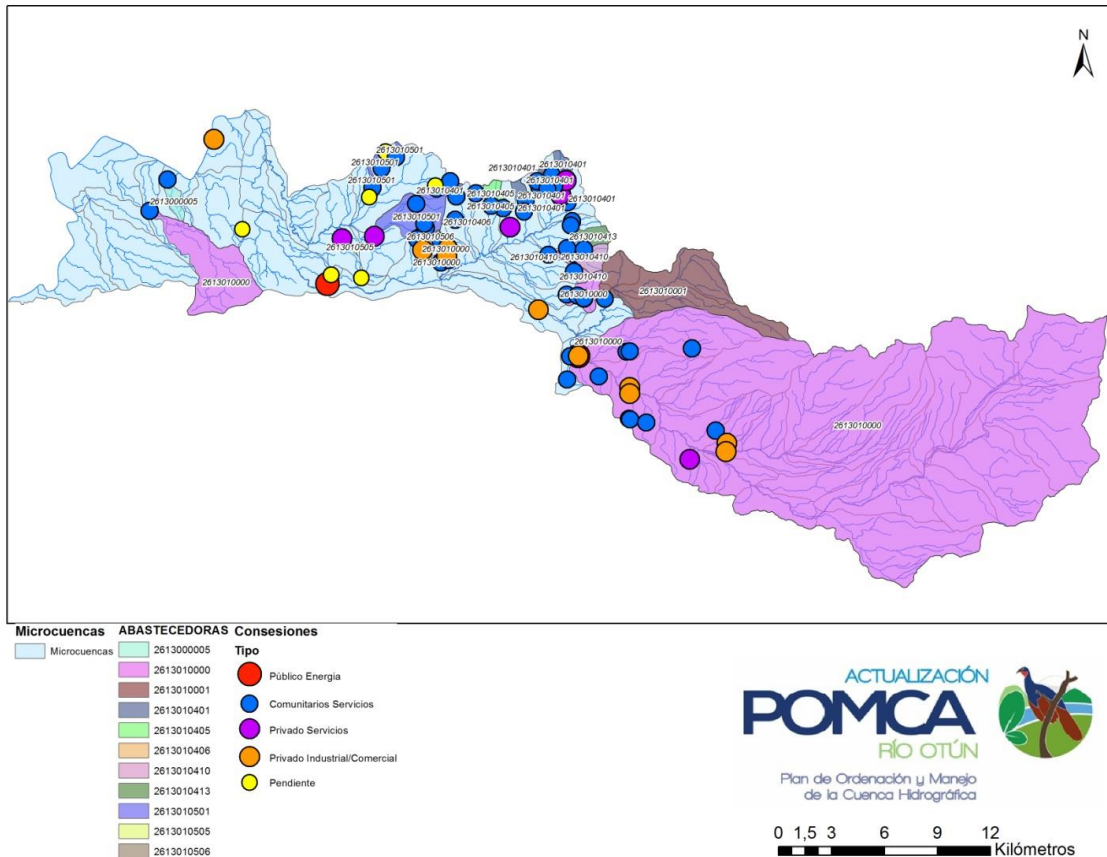 N
2613010501
2613010501
2613010501
2613010401
2613010401
2613010401
2613010401
2613010405
2613010401
2613010401
2613000005
2613010405
2613010401
2613010501
2613010406
2613010506
2613010505
2613010000
2613010000
2613010413
2613010410
2613010410
2613010410
2613010000
2613010001
2613010000
2613010000
2613010000
Microcuencas
Microcuencas
ABASTECEDORAS
2613000005
2613010000
2613010001
2613010401
2613010405
2613010406
2613010410
2613010413
2613010501
2613010505
2613010506
Consesiones
Tipo
Público Energia
Comunitarios Servicios
Privado Servicios
Privado Industrial/Comercial
Pendiente
ACTUALIZACIÓN
POMCA
RÍO OTÚN
Plan de Ordenación y Manejo
de la Cuenca Hidrográfica
0 1,5 3 6 9 12
Kilómetros